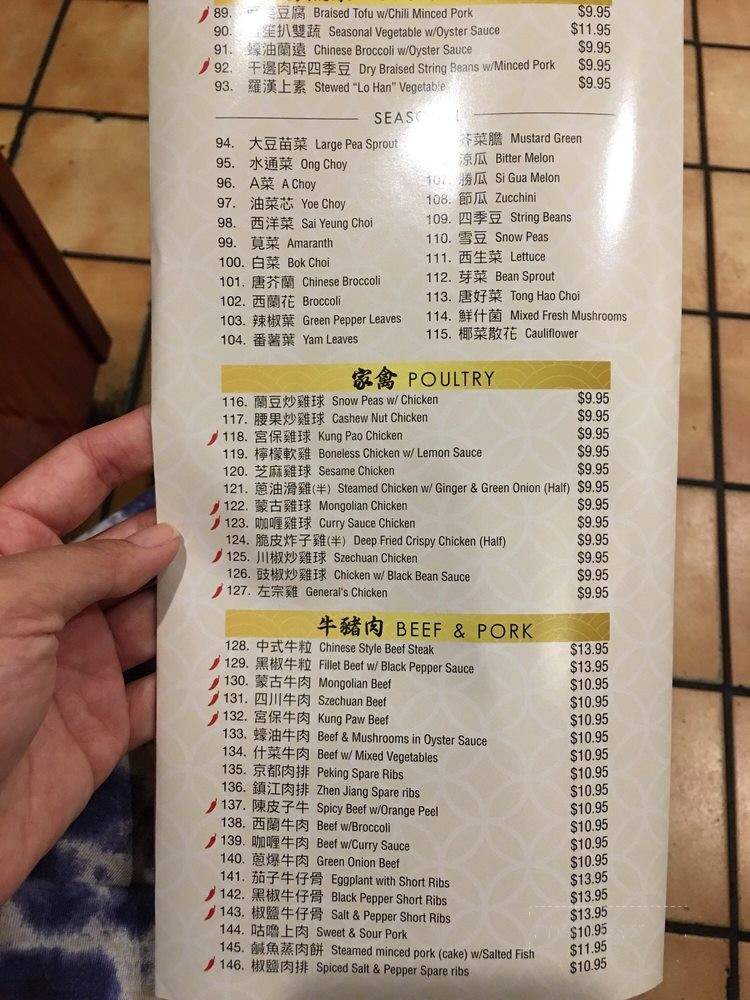 89. 豆腐 Braised Tofu w/Chili Minced Pork $9.95
90. 笙扒雙蔬 Seasonal Vegetable w/Oyster Sauce $11.95
91. 蠔油蘭遠 Chinese Broccoli w/Oyster Sauce $9.95
92. 干邊肉碎四季豆 Dry Braised String Beans w/Minced Pork $9.95
93. 羅漢上素 Stewed "Lo Han" Vegetable $9.95
94. 大豆苗菜 Large Pea Sprout
95. 水通菜 Ong Choy
96. A菜 A Choy
97. 油菜芯 Yoe Choy
98. 西洋菜 Sai Yeung Choi
99. 莧菜 Amaranth
100. 白菜 Bok Choi
101. 唐芥蘭 Chinese Broccoli
102. 西蘭花 Broccoli
103. 辣椒葉 Green Pepper Leaves
104. 番薯葉 Yam Leaves
芥菜膽 Mustard Green
涼瓜 Bitter Melon
107. 勝瓜 Si Gua Melon
108. 節瓜 Zucchini
109. 四季豆 String Beans
110. 雪豆 Snow Peas
111. 西生菜 Lettuce
112. 芽菜 Bean Sprout
113. 唐好菜 Tong Hao Choi
114. 鮮什菌 Mixed Fresh Mushrooms
115. 椰菜散花 Cauliflower
家禽 POULTRY
116. 蘭豆炒雞球 Snow Peas w/ Chicken $9.95
117. 腰果炒雞球 Cashew Nut Chicken $9.95
118. 宮保雞球 Kung Pao Chicken $9.95
119. 檸檬軟雞 Boneless Chicken w/ Lemon Sauce $9.95
120. 芝麻雞球 Sesame Chicken $9.95
121. 蔥油滑雞(半) Steamed Chicken w/ Ginger & Green Onion (Half) $9.95
122. 蒙古雞球 Mongolian Chicken $9.95
123. 咖喱雞球 Curry Sauce Chicken $9.95
124. 脆皮炸子雞(半) Deep Fried Crispy Chicken (Half) $9.95
125. 川椒炒雞球 Szechuan Chicken $9.95
126. 豉椒炒雞球 Chicken w/ Black Bean Sauce $9.95
127. 左宗雞 General's Chicken $9.95
牛豬肉 BEEF & PORK
128. 中式牛粒 Chinese Style Beef Steak $13.95
129. 黑椒牛粒 Fillet Beef w/ Black Pepper Sauce $13.95
130. 蒙古牛肉 Mongolian Beef $10.95
131. 四川牛肉 Szechuan Beef $10.95
132. 宮保牛肉 Kung Paw Beef $10.95
133. 蠔油牛肉 Beef & Mushrooms in Oyster Sauce $10.95
134. 什菜牛肉 Beef w/ Mixed Vegetables $10.95
135. 京都肉排 Peking Spare Ribs $10.95
136. 鎮江肉排 Zhen Jiang Spare ribs $10.95
137. 陳皮子牛 Spicy Beef w/Orange Peel $10.95
138. 西蘭牛肉 Beef w/Broccoli $10.95
139. 咖喱牛肉 Beef w/Curry Sauce $10.95
140. 蔥爆牛肉 Green Onion Beef $10.95
141. 茄子牛仔骨 Eggplant with Short Ribs $13.95
142. 黑椒牛仔骨 Black Pepper Short Ribs $13.95
143. 椒鹽牛仔骨 Salt & Pepper Short Ribs $13.95
144. 咕嚕上肉 Sweet & Sour Pork $10.95
145. 鹹魚蒸肉餅 Steamed minced pork (cake) w/Salted Fish $11.95
146. 椒鹽肉排 Spiced Salt & Pepper Spare ribs $10.95